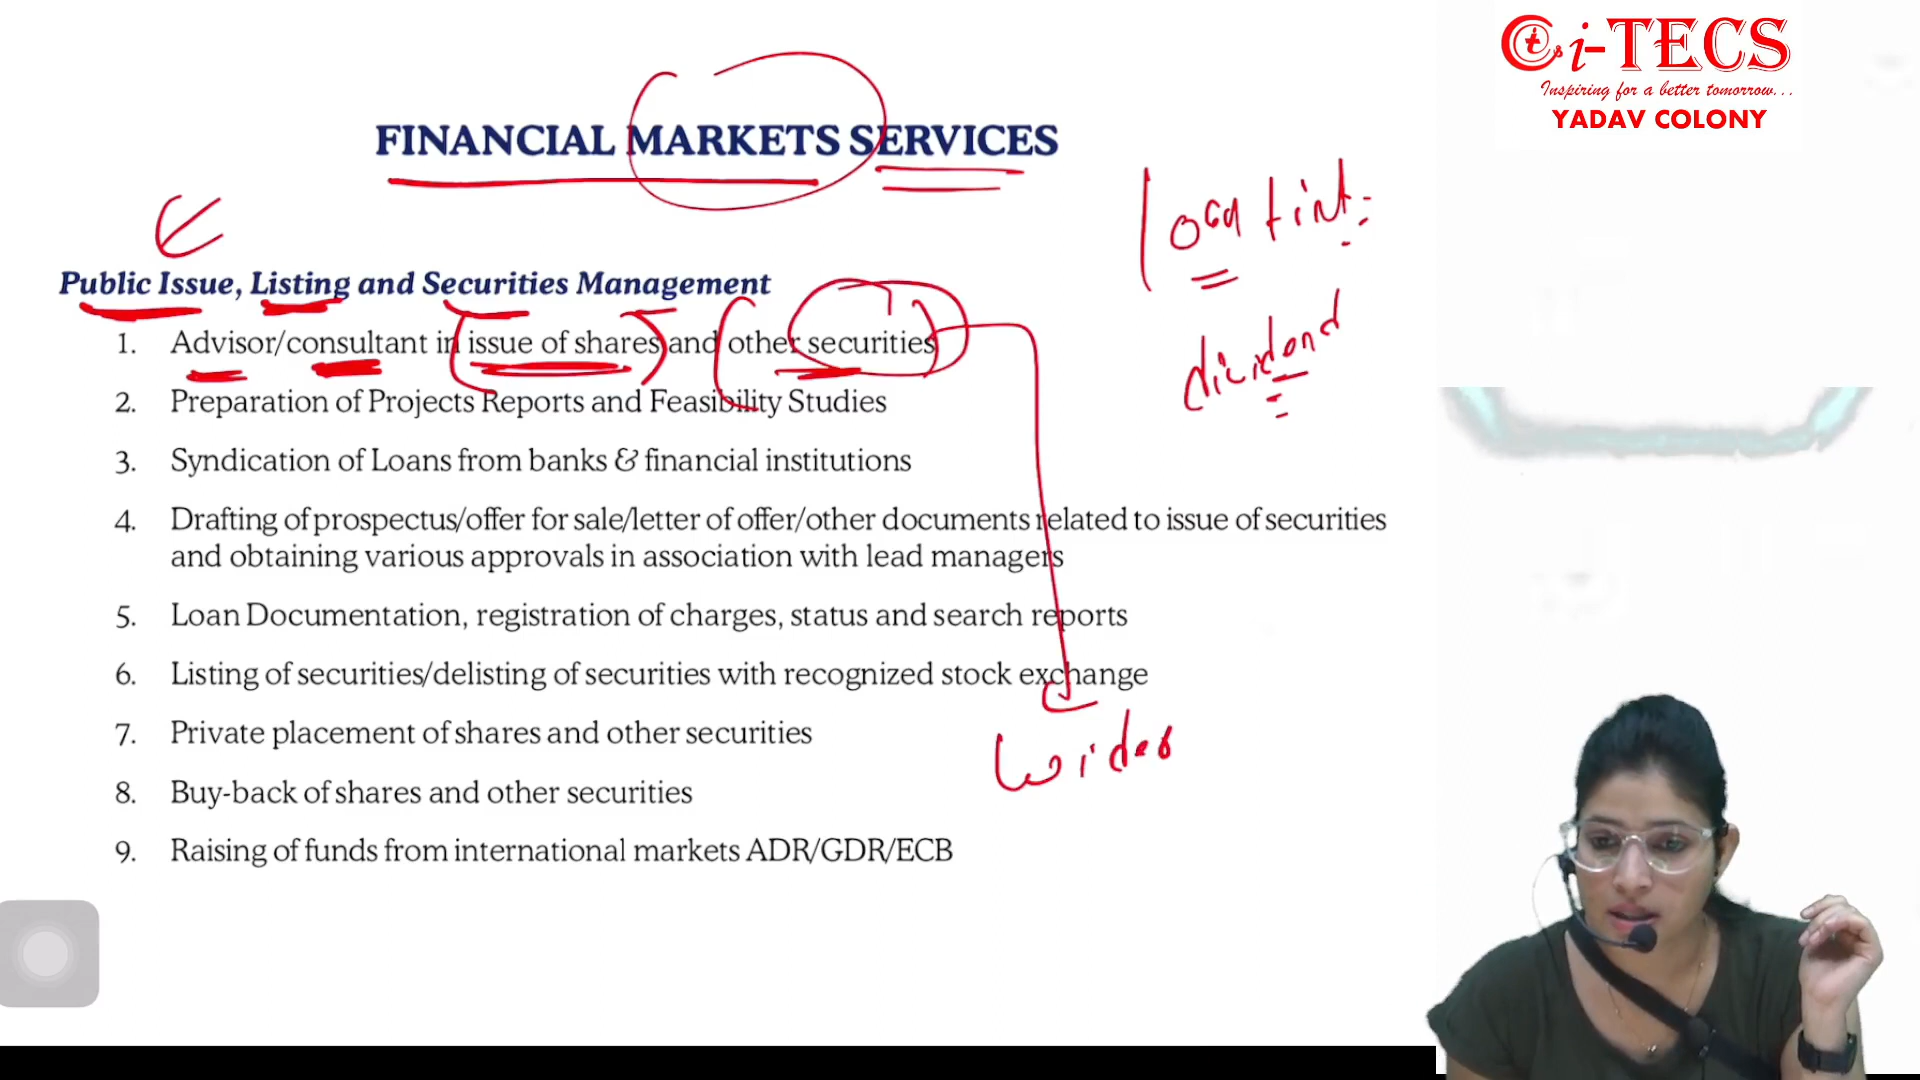 i-TECS
Inspiring for a better tomorrow...
YADAV COLONY
FINANCIAL MARKETS SERVICES
Public Issue, Listing and Securities Management
1. Advisor/consultant in issue of shares and other securities
2. Preparation of Projects Reports and Feasibility Studies
3. Syndication of Loans from banks & financial institutions
4. Drafting of prospectus/offer for sale/letter of offer/other documents related to issue of securities
and obtaining various approvals in association with lead managers
5. Loan Documentation, registration of charges, status and search reports
6. Listing of securities/delisting of securities with recognized stock exchange
7. Private placement of shares and other securities
8. Buy-back of shares and other securities
9. Raising of funds from international markets ADR/GDR/ECB
dividend
wider